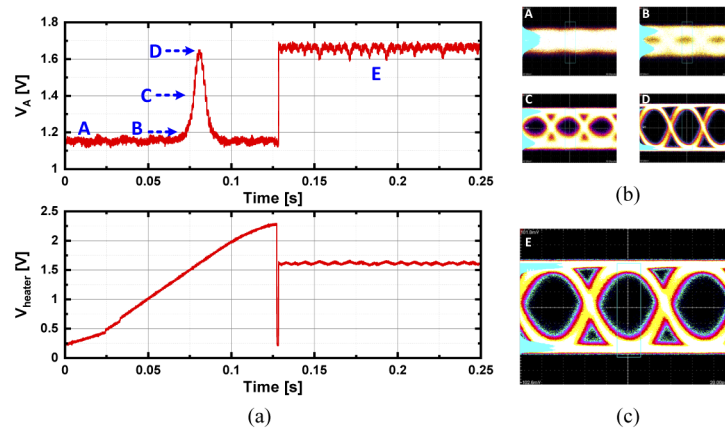 1.8
1.6
1.4
1.2
1
V_A [V]
D
C
A
B
E
0
0.05
0.1
0.15
0.2
0.25
Time [s]
2.5
2
1.5
1
0.5
0
V_heater [V]
0
0.05
0.1
0.15
0.2
0.25
Time [s]
(a)
A
B
C
D
(b)
E
(c)